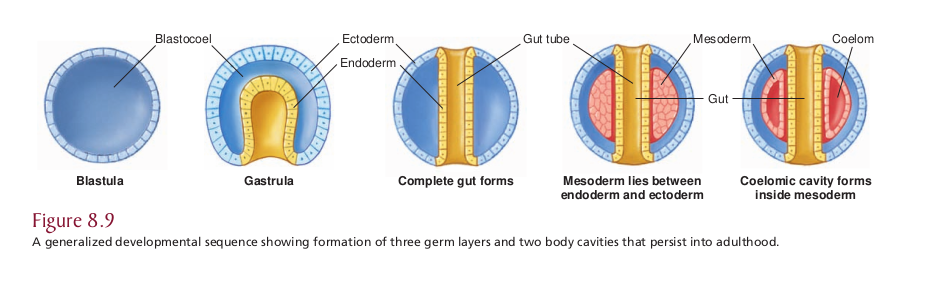 Blastocoel
Ectoderm
Endoderm
Gut tube
Mesoderm
Coelom
Gut
Blastula
Gastrula
Complete gut forms
Mesoderm lies between
endoderm and ectoderm
Coelomic cavity forms
inside mesoderm
Figure 8.9
A generalized developmental sequence showing formation of three germ layers and two body cavities that persist into adulthood.